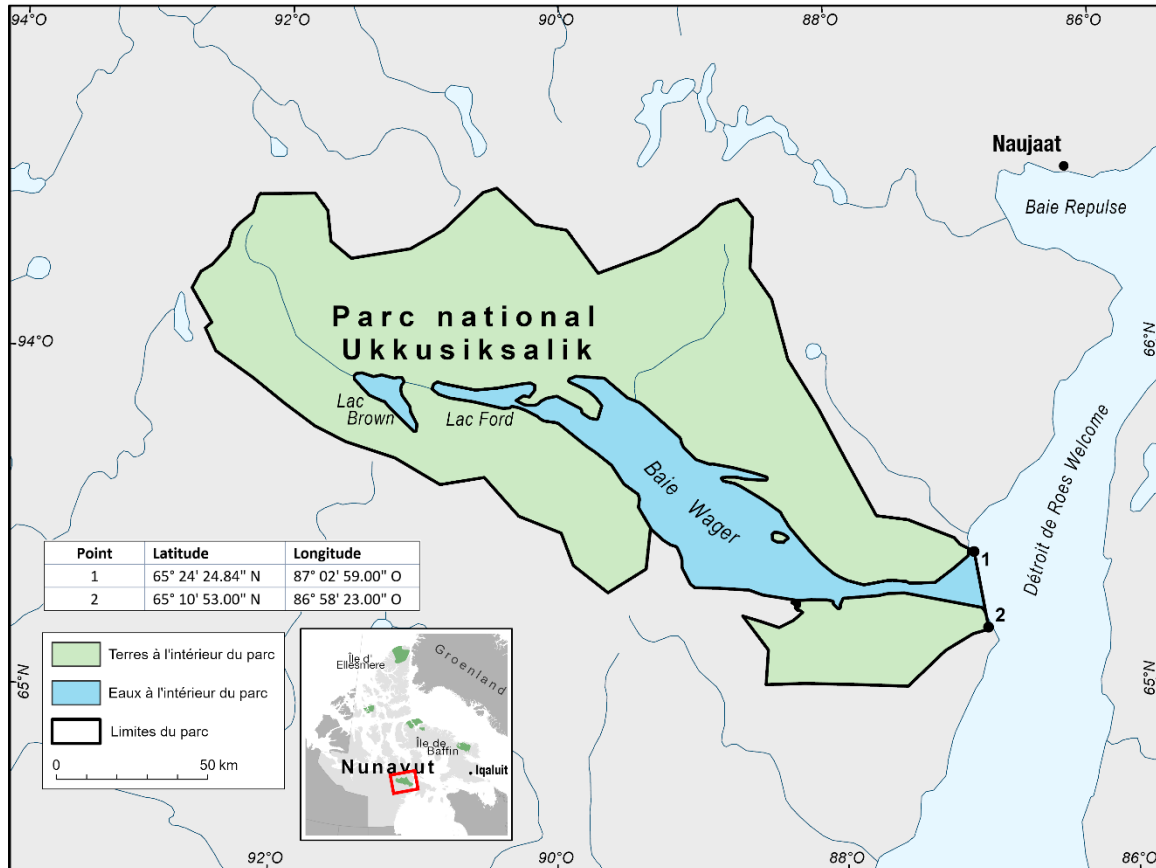 94°O 92°O 90°O 88°O 86°O
Naujaat
Baie Repulse
Parc national
Ukkusiksalik
94°O
66°N
Lac
Brown
Lac Ford
Baie Wager
Détroit de Roes Welcome
1
2
Point Latitude Longitude
1 65° 24' 24.84" N 87° 02' 59.00" O
2 65° 10' 53.00" N 86° 58' 23.00" O
Terres à l'intérieur du parc
Eaux à l'intérieur du parc
Limites du parc
0 50 km
Île d'
Ellesmere
Groenland
Île de
Baffin
Nunavut
Iqaluit
65°N
65°N
92°O 90°O 88°O 86°O